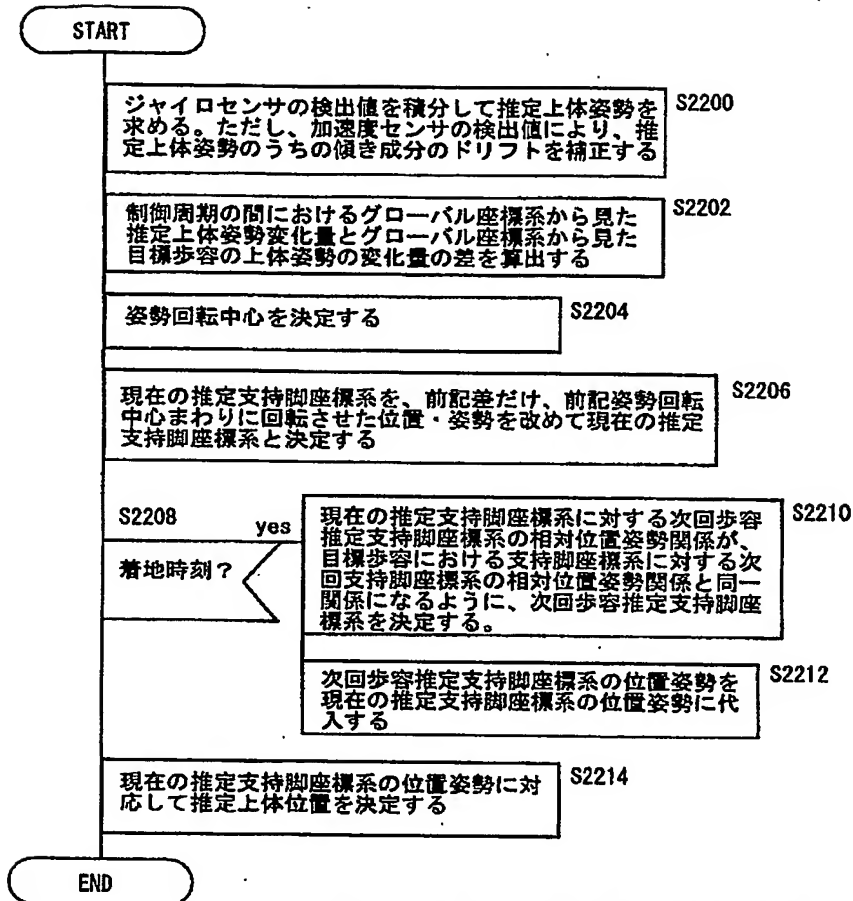 START
ジャイロセンサの検出値を積分して推定上体姿勢を
求める。ただし、加速度センサの検出値により、推
定上体姿勢のうちの傾き成分のドリフトを補正する
S2200
制御周期の間におけるグローバル座標系から見た
推定上体姿勢変化量とグローバル座標系から見た
目標歩容の上体姿勢の変化量の差を算出する
S2202
姿勢回転中心を決定する
S2204
現在の推定支持脚座標系を、前記差だけ、前記姿勢回転
中心まわりに回転させた位置・姿勢を改めて現在の推定
支持脚座標系と決定する
S2206
S2208
yes
着地時刻?
現在の推定支持脚座標系に対する次回歩容
推定支持脚座標系の相対位置姿勢関係が、
目標歩容における支持脚座標系に対する次
回支持脚座標系の相対位置姿勢関係と同一
関係になるように、次回歩容推定支持脚座
標系を決定する。
S2210
次回歩容推定支持脚座標系の位置姿勢を
現在の推定支持脚座標系の位置姿勢に代
入する
S2212
現在の推定支持脚座標系の位置姿勢に対
応して推定上体位置を決定する
S2214
END